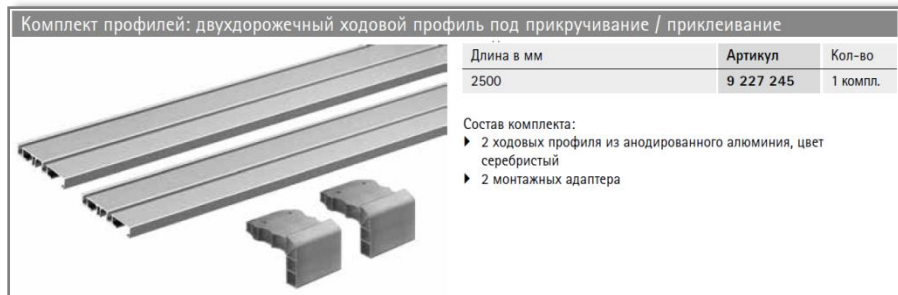 Комплект профилей: двухдорожечный ходовой профиль под прикручивание / приклеивание
Длина в мм Артикул Кол-во
2500 9 227 245 1 компл.
Состав комплекта:
2 ходовых профиля из анодированного алюминия, цвет
серебристый
2 монтажных адаптера